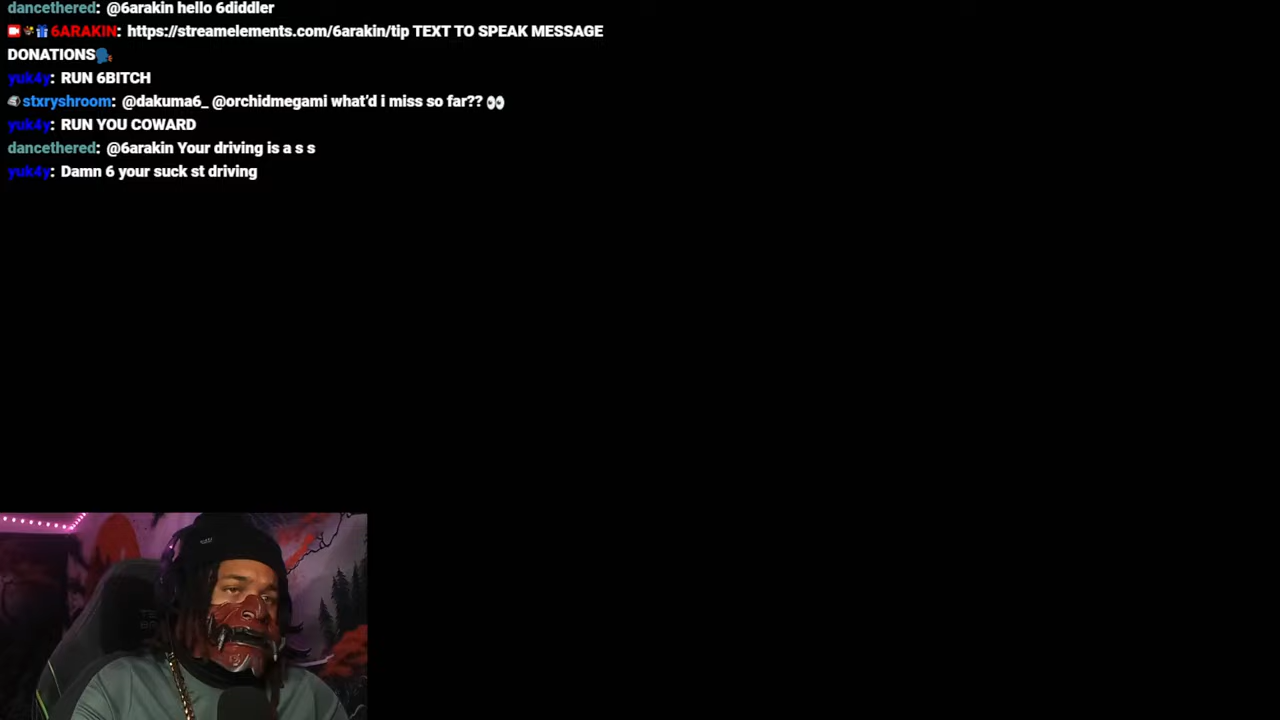 dancethered: @6arakin hello 6diddler
6ARAKIN: https://streamelements.com/6arakin/tip TEXT TO SPEAK MESSAGE
DONATIONS🗣️
yuk4y: RUN 6BITCH
stxryshroom: @dakuma6_ @orchidmegami what'd i miss so far?? 👀
yuk4y: RUN YOU COWARD
dancethered: @6arakin Your driving is a s s
yuk4y: Damn 6 your suck st driving